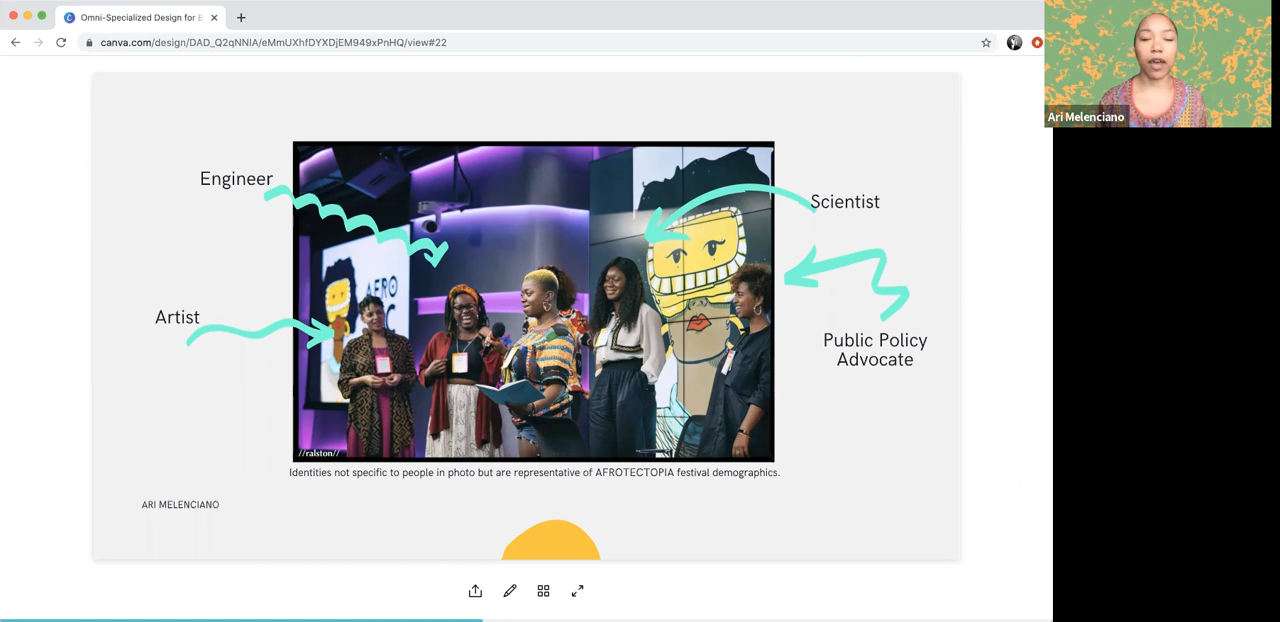 Omni-Specialized Design for B
canva.com/design/DAD_Q2qNNIA/eMmUXhfDYXDjEM949xPnHQ/view#22
Ari Melenciano
Engineer
Scientist
Artist
AFRO
Public Policy
Advocate
//ralston//
Identities not specific to people in photo but are representative of AFROTECTOPIA festival demographics.
ARI MELENCIANO